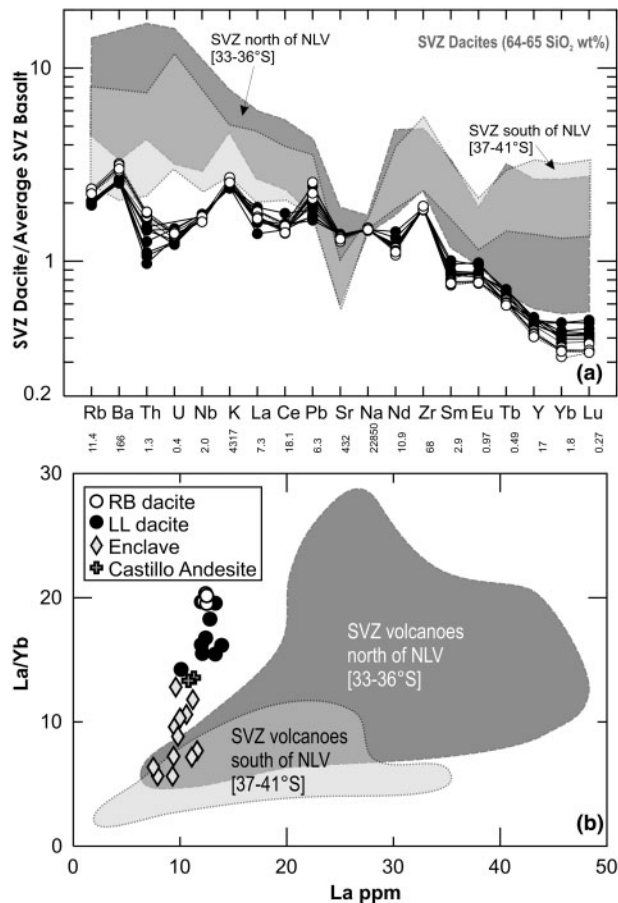 SVZ north of NLV
[33-36°S]
SVZ Dacites (64-65 SiO₂ wt%)
SVZ south of NLV
[37-41°S]
10
1
0.2
SVZ Dacite/Average SVZ Basalt
(a)
Rb Ba Th U Nb K La Ce Pb Sr Na Nd Zr Sm Eu Tb Y Yb Lu
11.4 166 1.3 0.4 2.0 4317 7.3 18.1 6.3 432 22850 10.9 68 2.9 0.97 0.49 17 1.8 0.27
30
20
10
0
La/Yb
RB dacite
LL dacite
Enclave
Castillo Andesite
SVZ volcanoes
north of NLV
[33-36°S]
SVZ volcanoes
south of NLV
[37-41°S]
(b)
0 10 20 30 40 50
La ppm